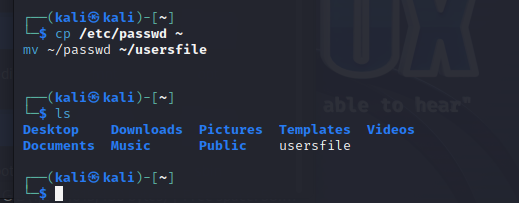 ┌──(kali㉿kali)-[~]
└─$ cp /etc/passwd ~
mv ~/passwd ~/usersfile
┌──(kali㉿kali)-[~]
└─$ ls
Desktop Downloads Pictures Templates Videos
Documents Music Public usersfile
┌──(kali㉿kali)-[~]
└─$
UX
able to hear"